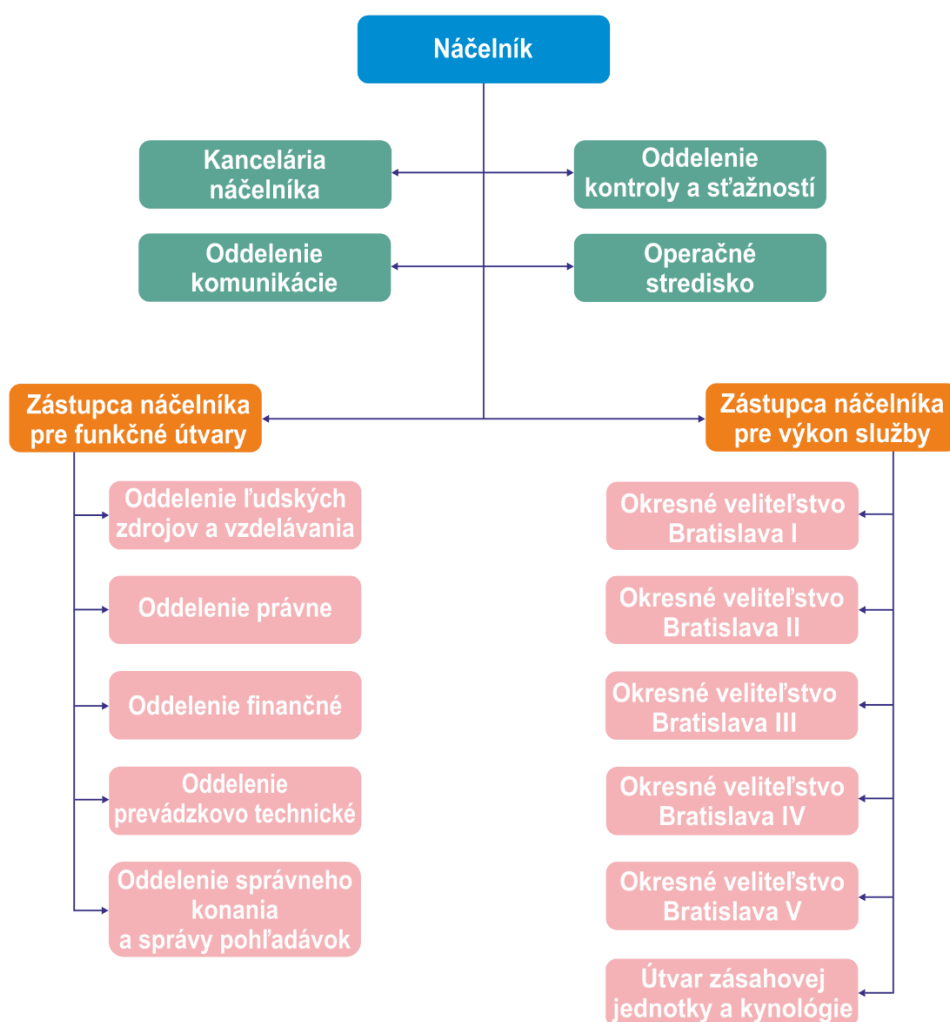 Náčelník
Kancelária
náčelníka
Oddelenie
kontroly a sťažností
Oddelenie
komunikácie
Operačné
stredisko
Zástupca náčelníka
pre funkčné útvary
Zástupca náčelníka
pre výkon služby
Oddelenie ľudských
zdrojov a vzdelávania
Oddelenie právne
Oddelenie finančné
Oddelenie
prevádzkovo technické
Oddelenie správneho
konania
a správy pohľadávok
Okresné veliteľstvo
Bratislava I
Okresné veliteľstvo
Bratislava II
Okresné veliteľstvo
Bratislava III
Okresné veliteľstvo
Bratislava IV
Okresné veliteľstvo
Bratislava V
Útvar zásahovej
jednotky a kynológie